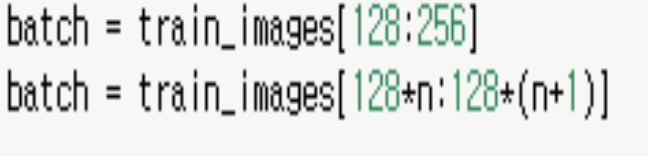 batch = train_images[128:256]
batch = train_images[128*n:128*(n+1)]